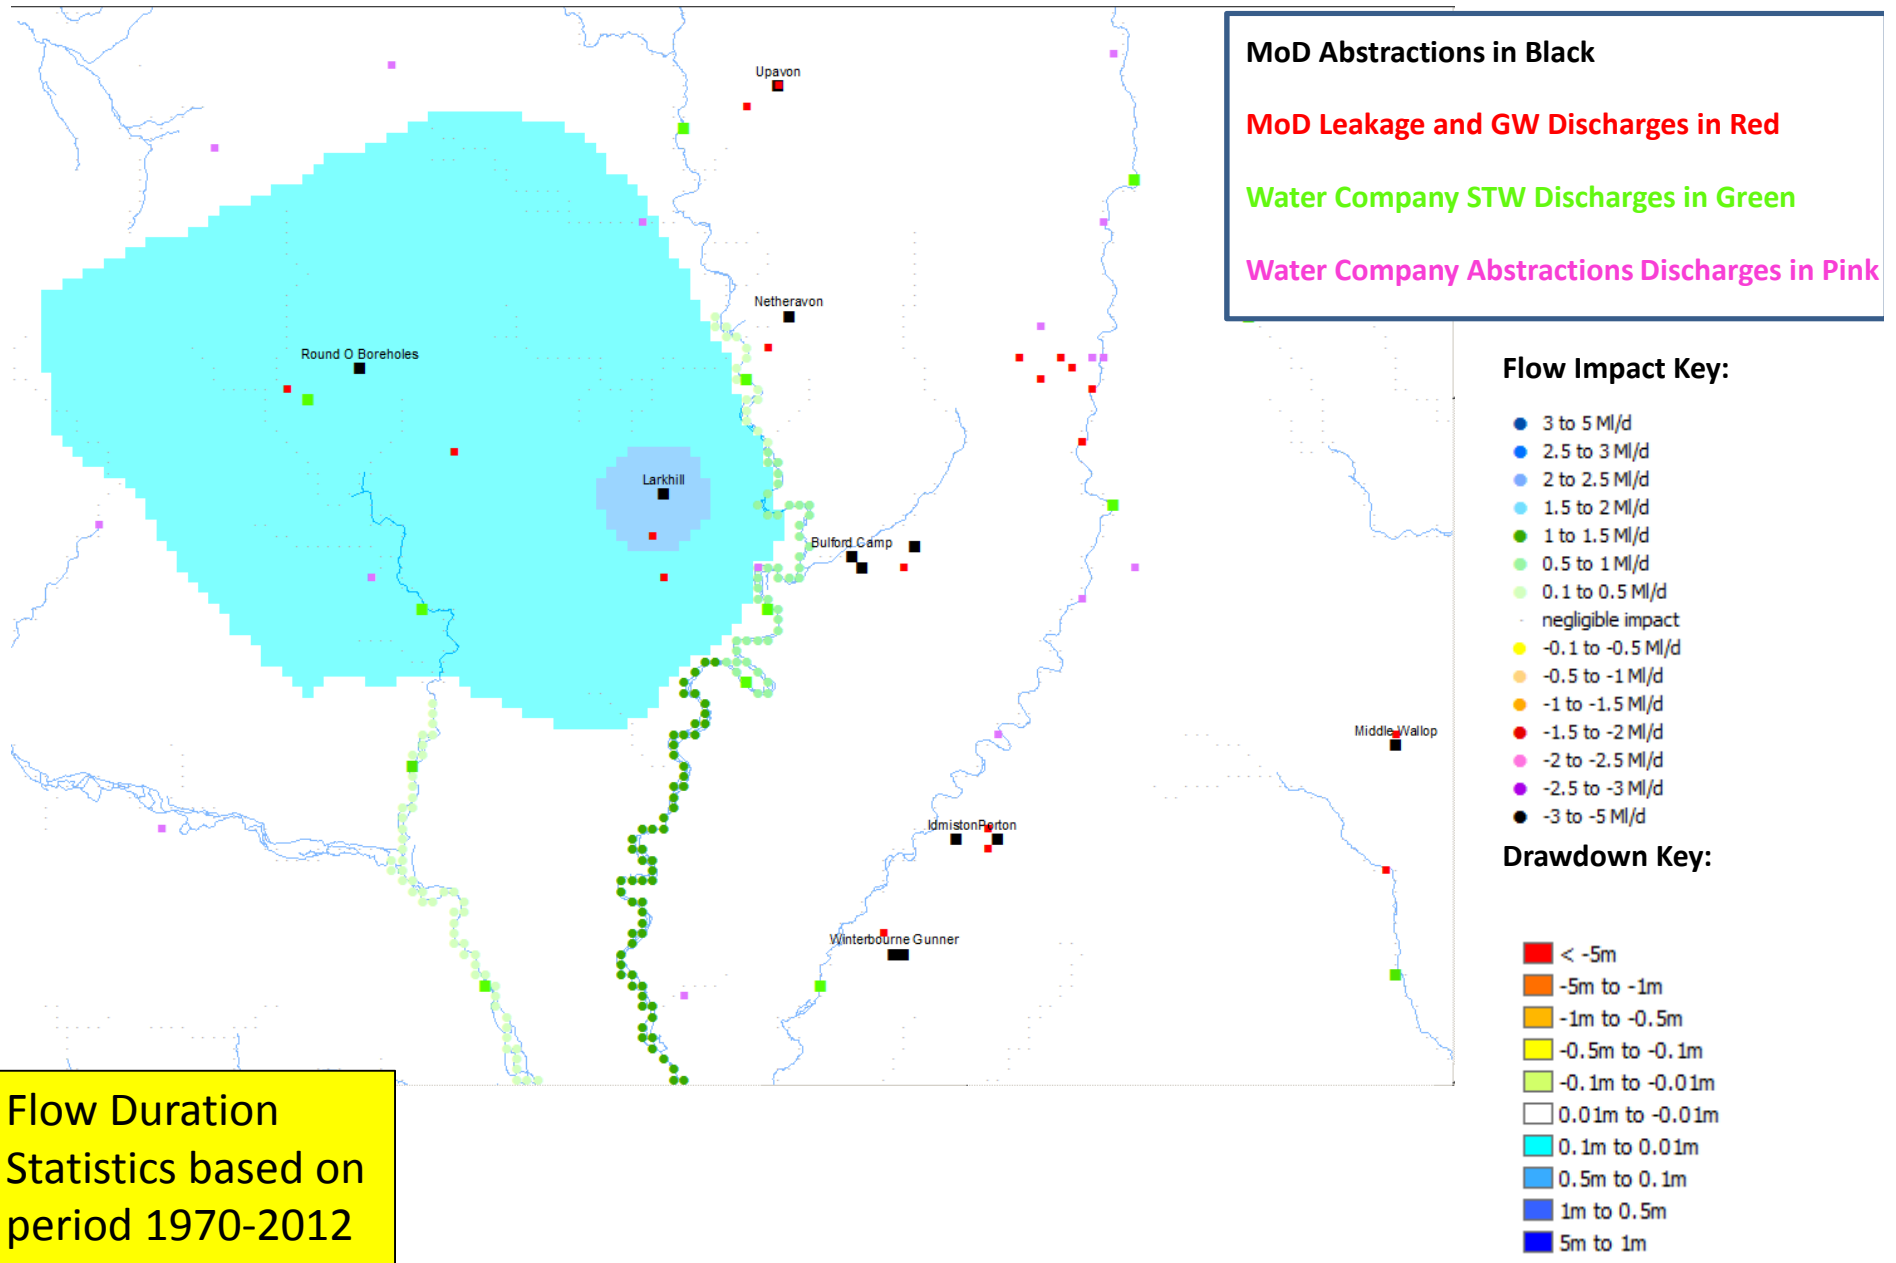 MoD Abstractions in Black
MoD Leakage and GW Discharges in Red
Water Company STW Discharges in Green
Water Company Abstractions Discharges in Pink
Upavon
Netheravon
Round O Boreholes
Larkhill
Bulford Camp
Middle Wallop
Idmiston Porton
Winterbourne Gunner
Flow Impact Key:
3 to 5 Ml/d
2.5 to 3 Ml/d
2 to 2.5 Ml/d
1.5 to 2 Ml/d
1 to 1.5 Ml/d
0.5 to 1 Ml/d
0.1 to 0.5 Ml/d
negligible impact
-0.1 to -0.5 Ml/d
-0.5 to -1 Ml/d
-1 to -1.5 Ml/d
-1.5 to -2 Ml/d
-2 to -2.5 Ml/d
-2.5 to -3 Ml/d
-3 to -5 Ml/d
Drawdown Key:
< -5m
-5m to -1m
-1m to -0.5m
-0.5m to -0.1m
-0.1m to -0.01m
0.01m to -0.01m
0.1m to 0.01m
0.5m to 0.1m
1m to 0.5m
5m to 1m
Flow Duration
Statistics based on
period 1970-2012